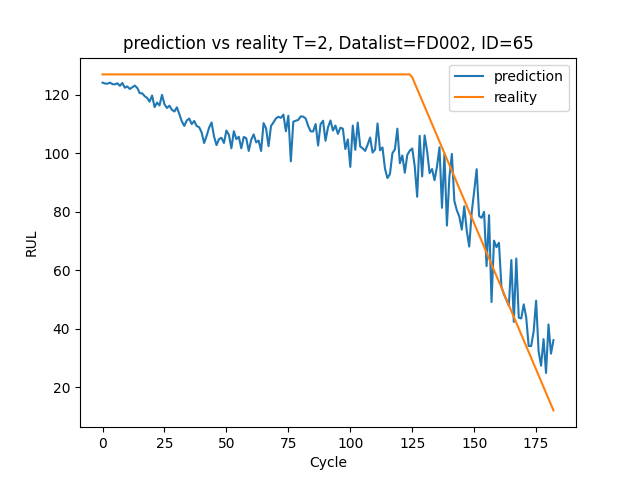 prediction vs reality T=2, Datalist=FD002, ID=65
prediction
reality
RUL
120
100
80
60
40
20
0 25 50 75 100 125 150 175
Cycle